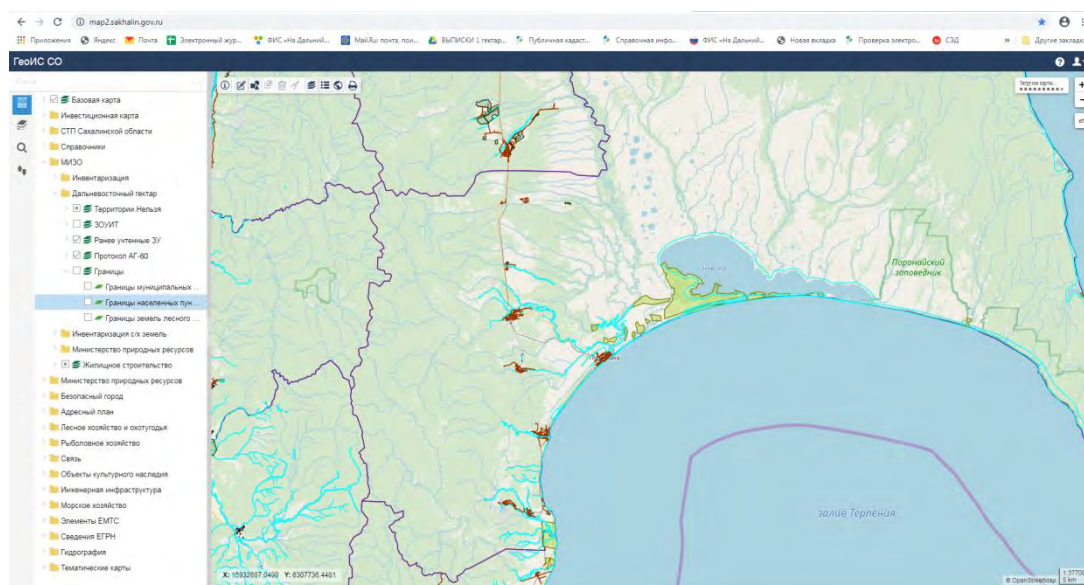 map2.sakhalin.gov.ru
Приложения Яндекс Почта Электронный жур... ФИС «На Дальний... Mail.Ru: почта, пои... ВЫПИСКИ 1 гектар... Публичная кадаст... Справочная инфо... ФИС «На Дальний... Новая вкладка Проверка электро... СЭД » Другие закладки
ГеоИС СО
Загрузка карты...
Базовая карта
Инвестиционная карта
СТП Сахалинской области
Справочники
МИЗО
Инвентаризация
Дальневосточный гектар
Территории.Нельзя
ЗОУИТ
Ранее учтенные ЗУ
Протокол АГ-60
Границы
Границы муниципальных ...
Границы населенных пун...
Границы земель лесного ...
Инвентаризация с/х земель
Министерство природных ресурсов
Жилищное строительство
Министерство природных ресурсов
Безопасный город
Адресный план
Лесное хозяйство и охотугодья
Рыболовное хозяйство
Связь
Объекты культурного наследия
Инженерная инфраструктура
Морское хозяйство
Элементы ЕМТС
Сведения ЕГРН
Гидрография
Тематические карты
Поронайский
заповедник
залив Терпения
X: 15932687.0498 Y: 6307736.4481
© OpenStreetMap
5 km